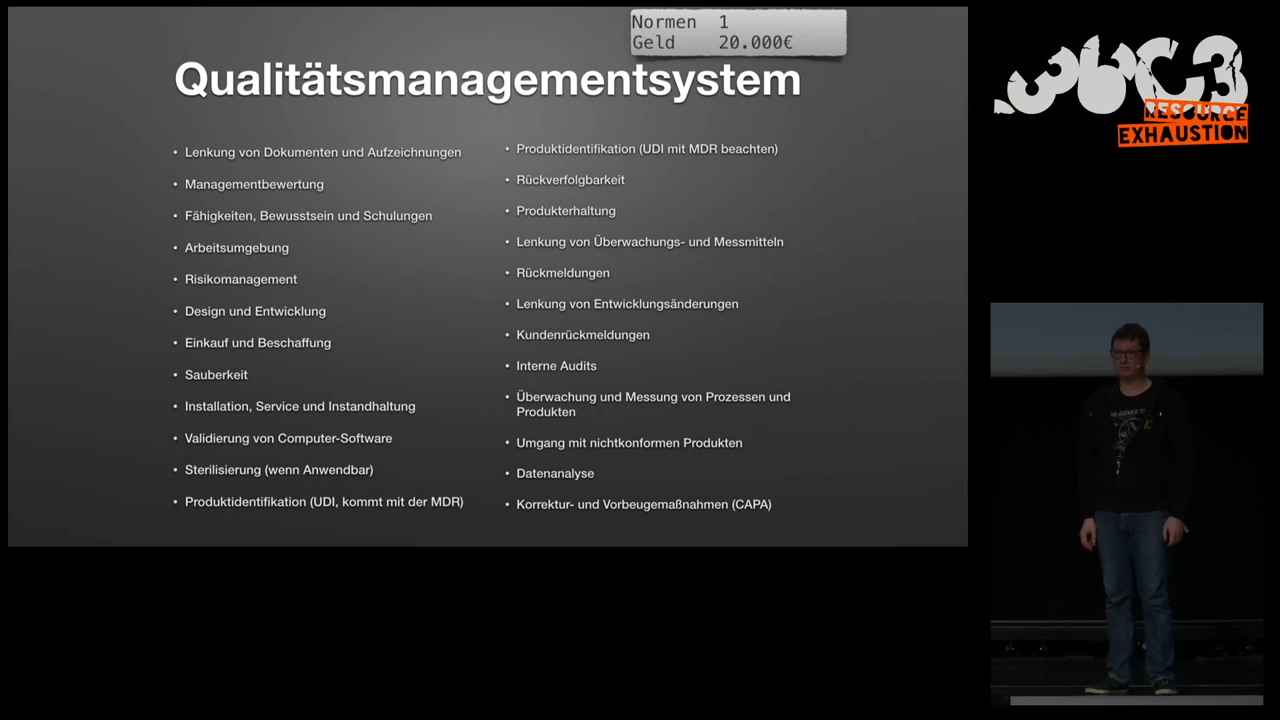 Normen 1
Geld 20.000€
Qualitätsmanagementsystem
• Lenkung von Dokumenten und Aufzeichnungen
• Managementbewertung
• Fähigkeiten, Bewusstsein und Schulungen
• Arbeitsumgebung
• Risikomanagement
• Design und Entwicklung
• Einkauf und Beschaffung
• Sauberkeit
• Installation, Service und Instandhaltung
• Validierung von Computer-Software
• Sterilisierung (wenn Anwendbar)
• Produktidentifikation (UDI, kommt mit der MDR)
• Produktidentifikation (UDI mit MDR beachten)
• Rückverfolgbarkeit
• Produkterhaltung
• Lenkung von Überwachungs- und Messmitteln
• Rückmeldungen
• Lenkung von Entwicklungsänderungen
• Kundenrückmeldungen
• Interne Audits
• Überwachung und Messung von Prozessen und
Produkten
• Umgang mit nichtkonformen Produkten
• Datenanalyse
• Korrektur- und Vorbeugemaßnahmen (CAPA)
36C3
RESOURCE
EXHAUSTION